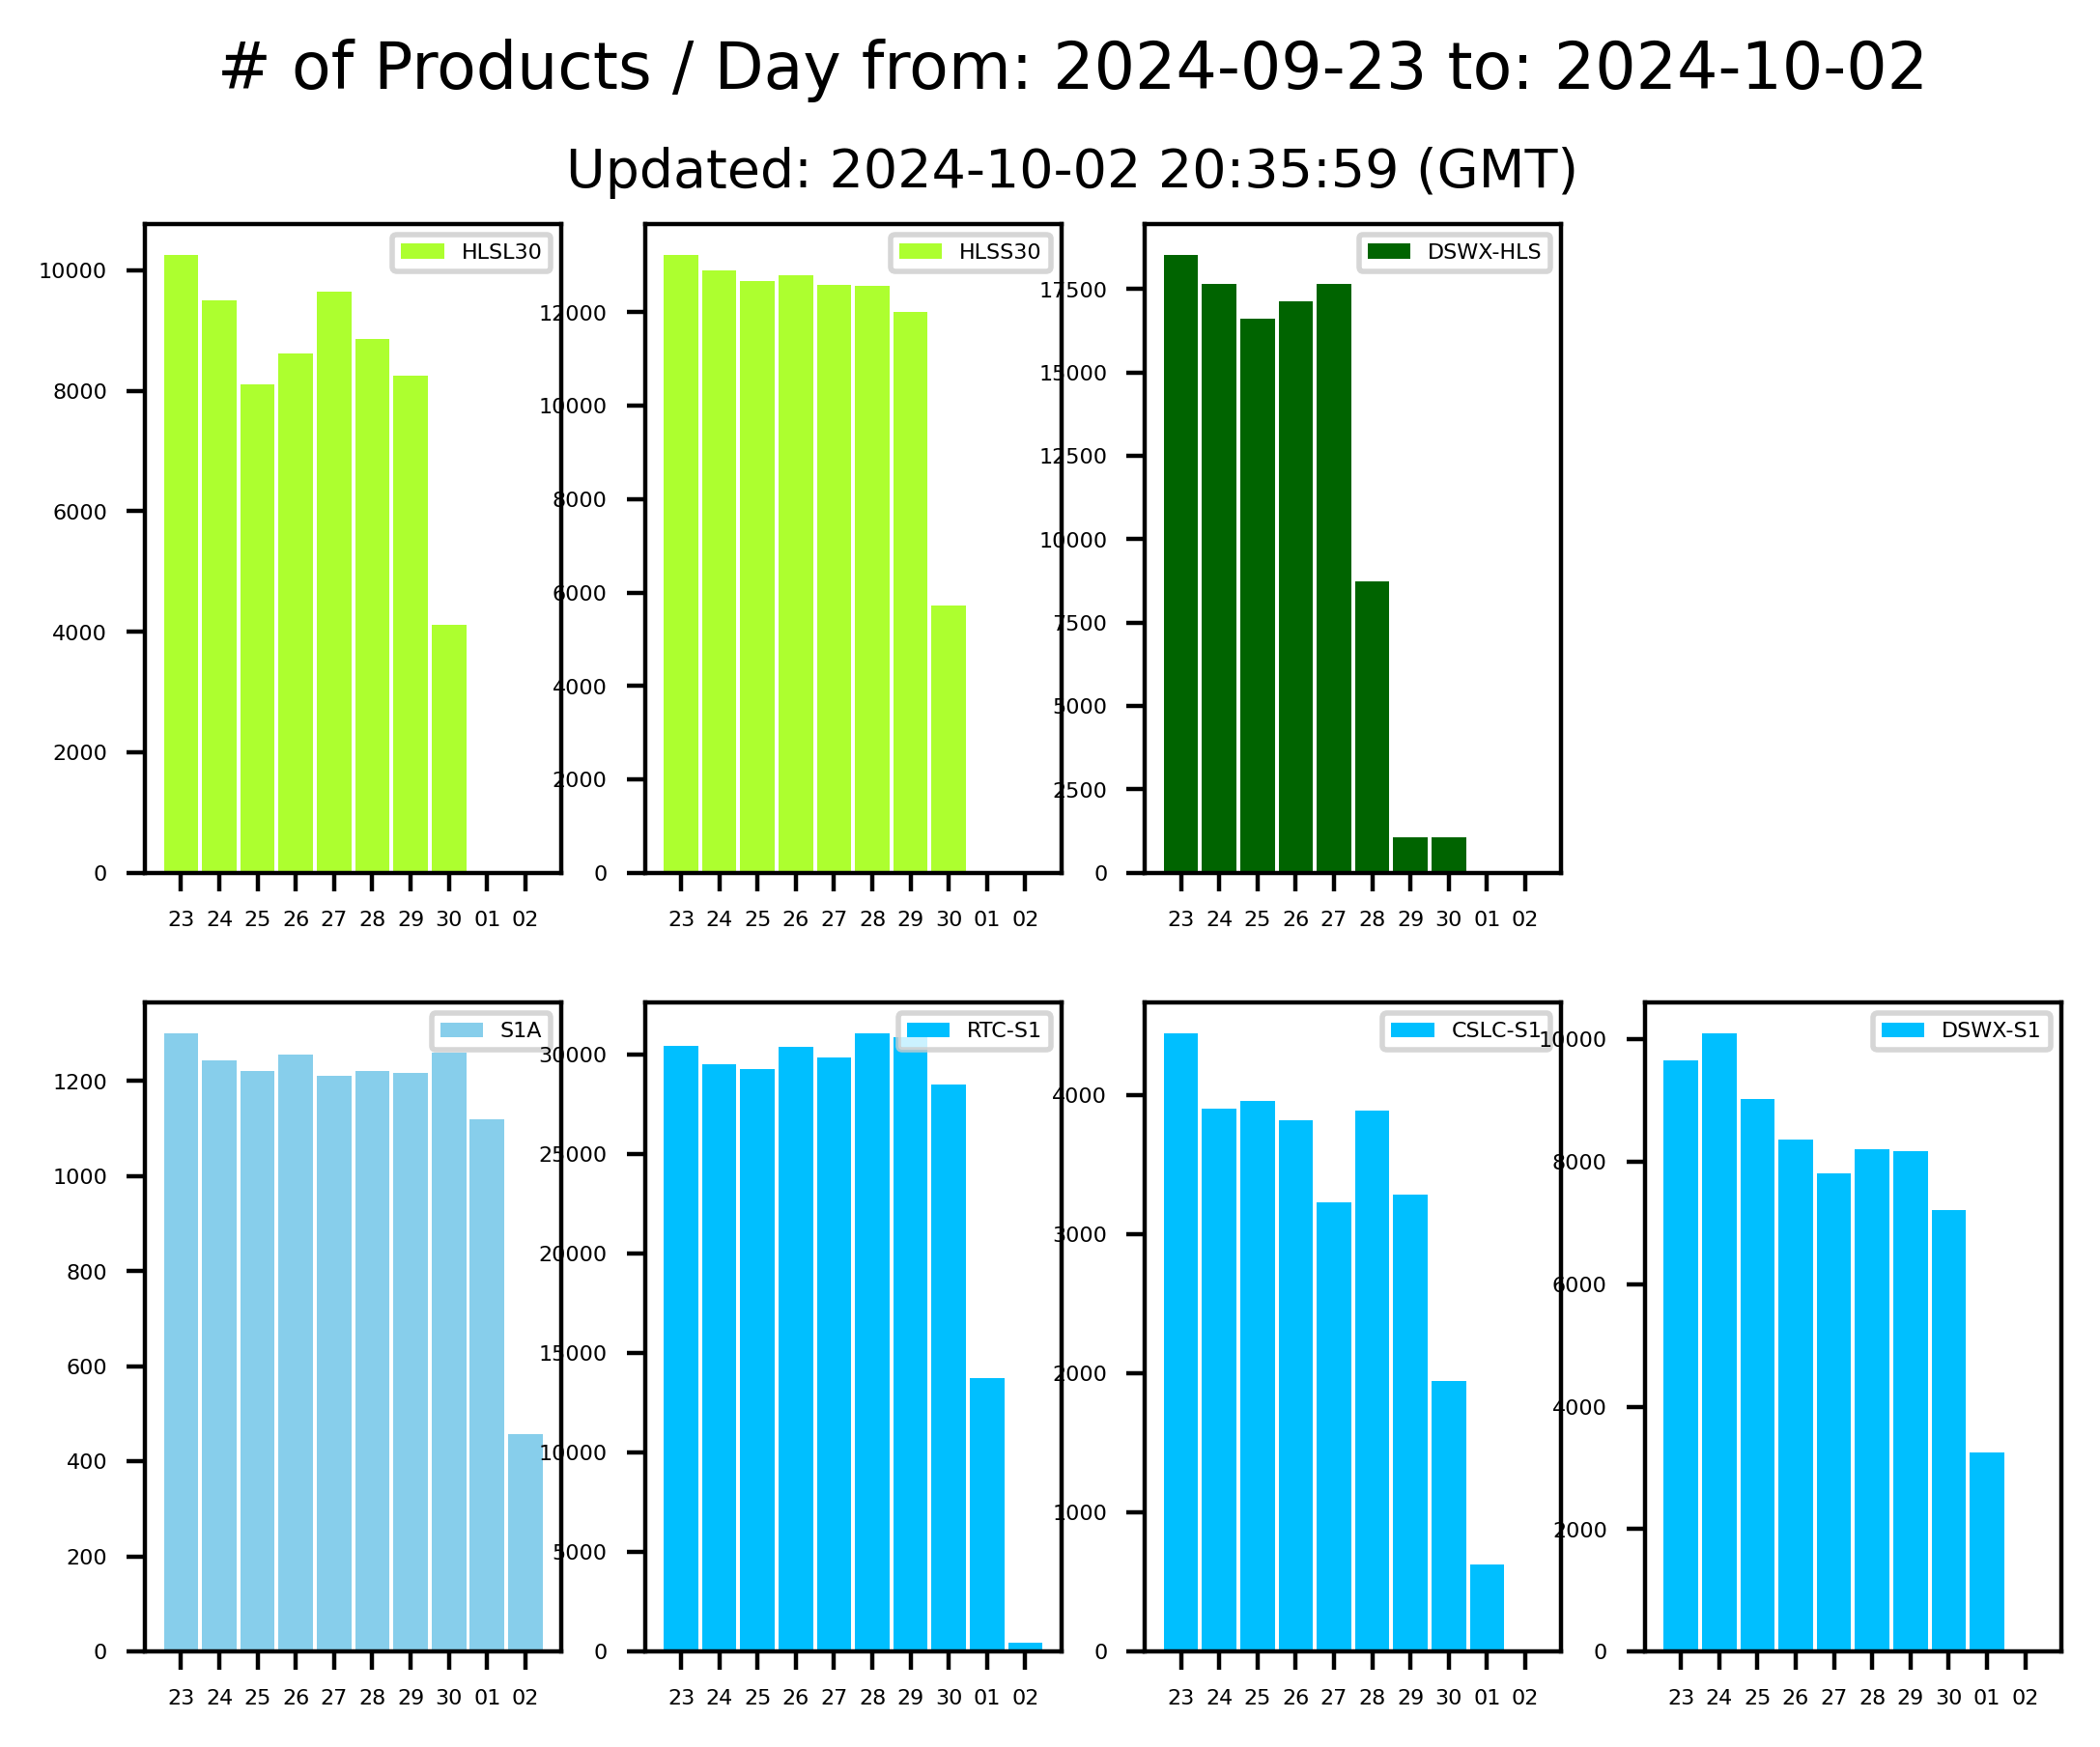 # of Products / Day from: 2024-09-23 to: 2024-10-02
Updated: 2024-10-02 20:35:59 (GMT)
HLSL30
10000
8000
6000
4000
2000
0
23 24 25 26 27 28 29 30 01 02
HLSS30
12000
10000
8000
6000
4000
2000
0
23 24 25 26 27 28 29 30 01 02
DSWX-HLS
17500
15000
12500
10000
7500
5000
2500
0
23 24 25 26 27 28 29 30 01 02
S1A
1200
1000
800
600
400
200
0
23 24 25 26 27 28 29 30 01 02
RTC-S1
30000
25000
20000
15000
10000
5000
0
23 24 25 26 27 28 29 30 01 02
CSLC-S1
4000
3000
2000
1000
0
23 24 25 26 27 28 29 30 01 02
DSWX-S1
10000
8000
6000
4000
2000
0
23 24 25 26 27 28 29 30 01 02